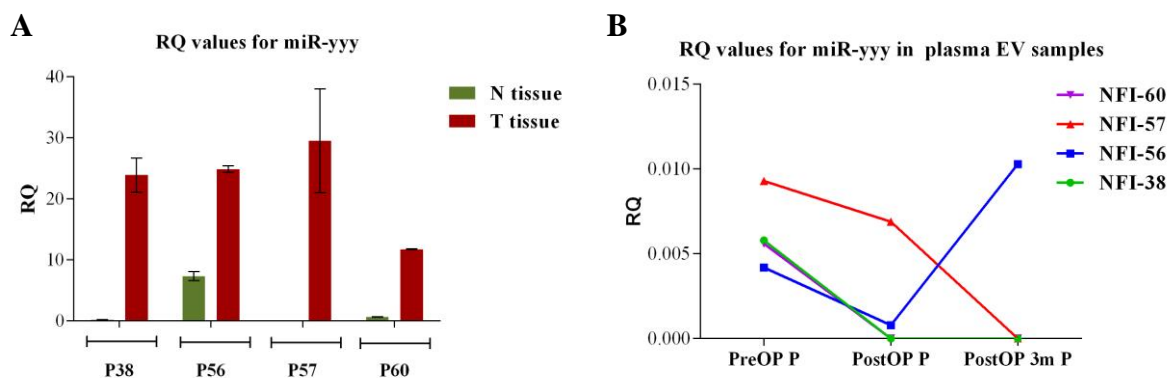 A
RQ values for miR-yyy
40
30
20
10
0
RQ
N tissue
T tissue
P38 P56 P57 P60
B
RQ values for miR-yyy in plasma EV samples
0.015
0.010
0.005
0.000
RQ
NFI-60
NFI-57
NFI-56
NFI-38
PreOP P PostOP P PostOP 3m P